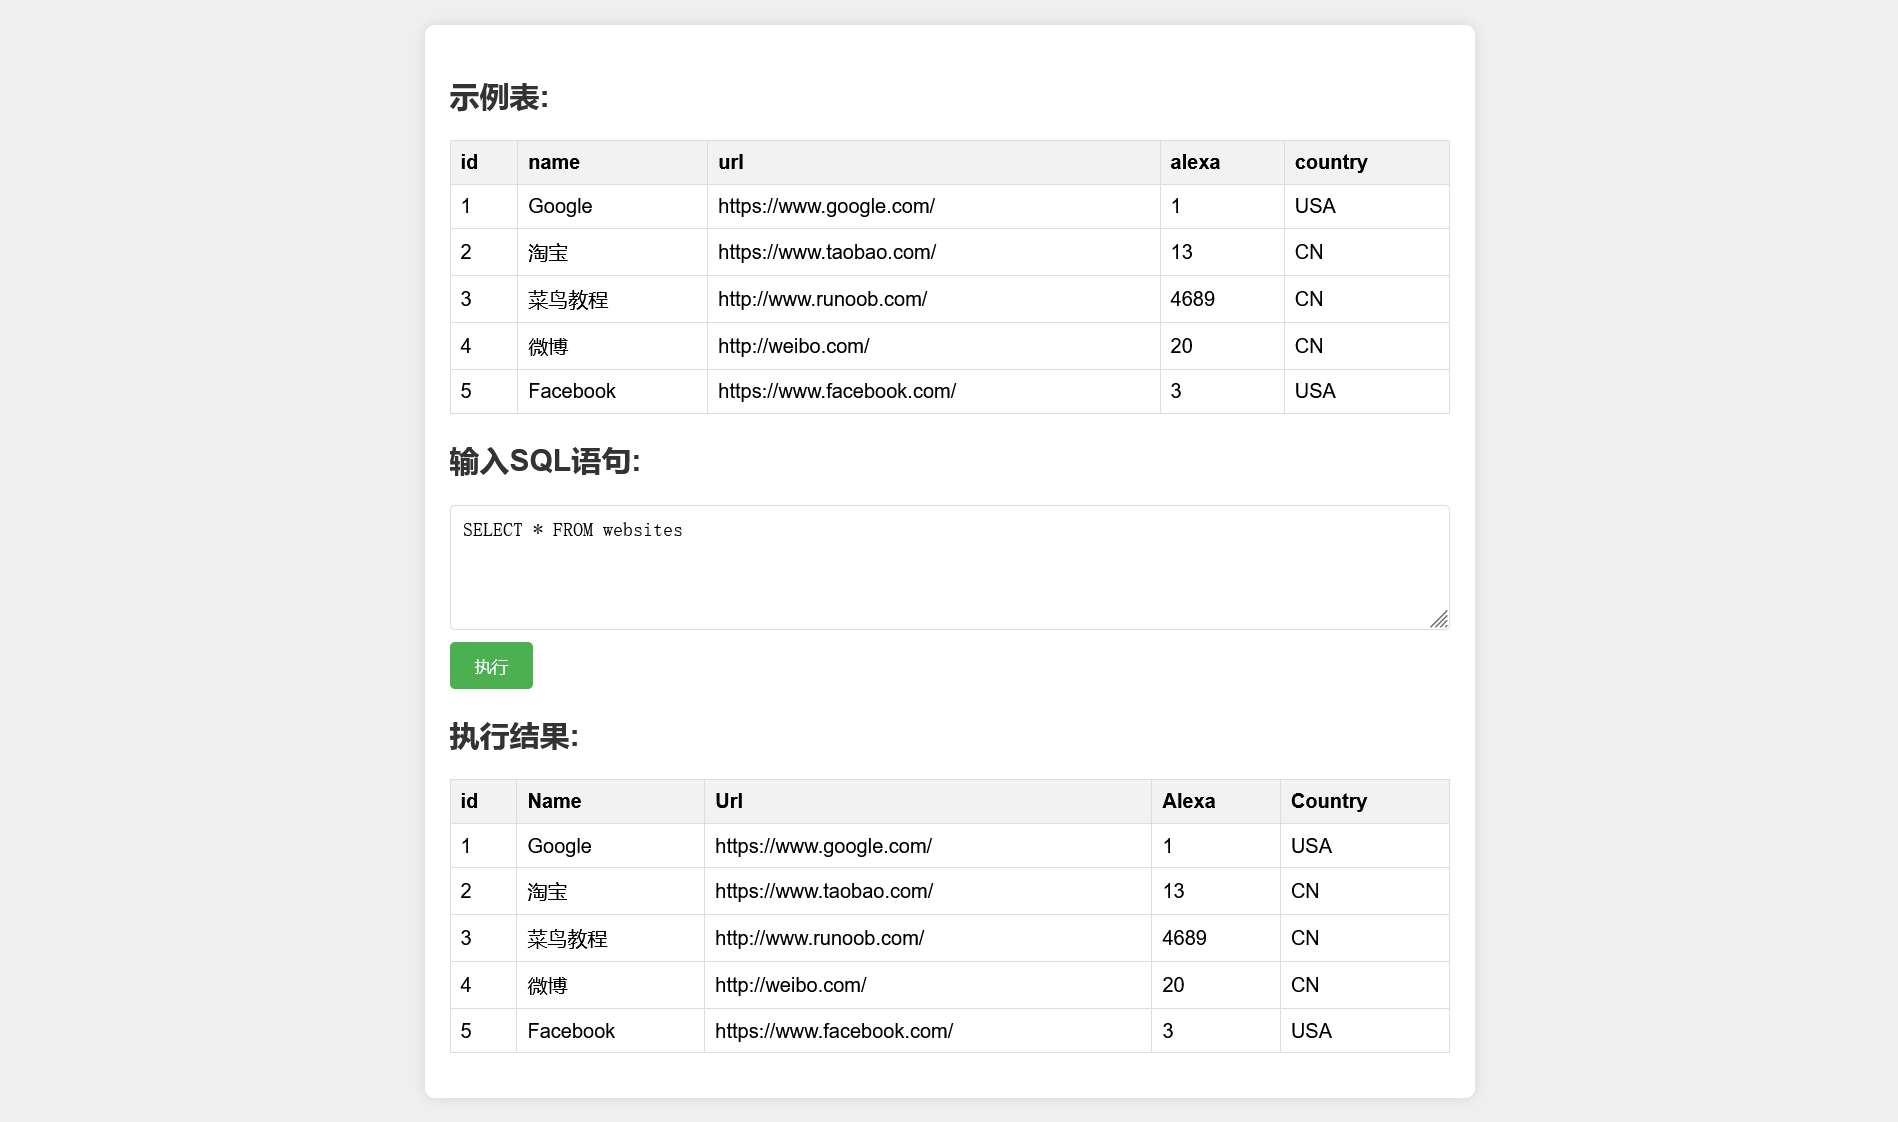 示例表:
id name url alexa country
1 Google https://www.google.com/ 1 USA
2 淘宝 https://www.taobao.com/ 13 CN
3 菜鸟教程 http://www.runoob.com/ 4689 CN
4 微博 http://weibo.com/ 20 CN
5 Facebook https://www.facebook.com/ 3 USA
输入SQL语句:
SELECT * FROM websites
执行
执行结果:
id Name Url Alexa Country
1 Google https://www.google.com/ 1 USA
2 淘宝 https://www.taobao.com/ 13 CN
3 菜鸟教程 http://www.runoob.com/ 4689 CN
4 微博 http://weibo.com/ 20 CN
5 Facebook https://www.facebook.com/ 3 USA